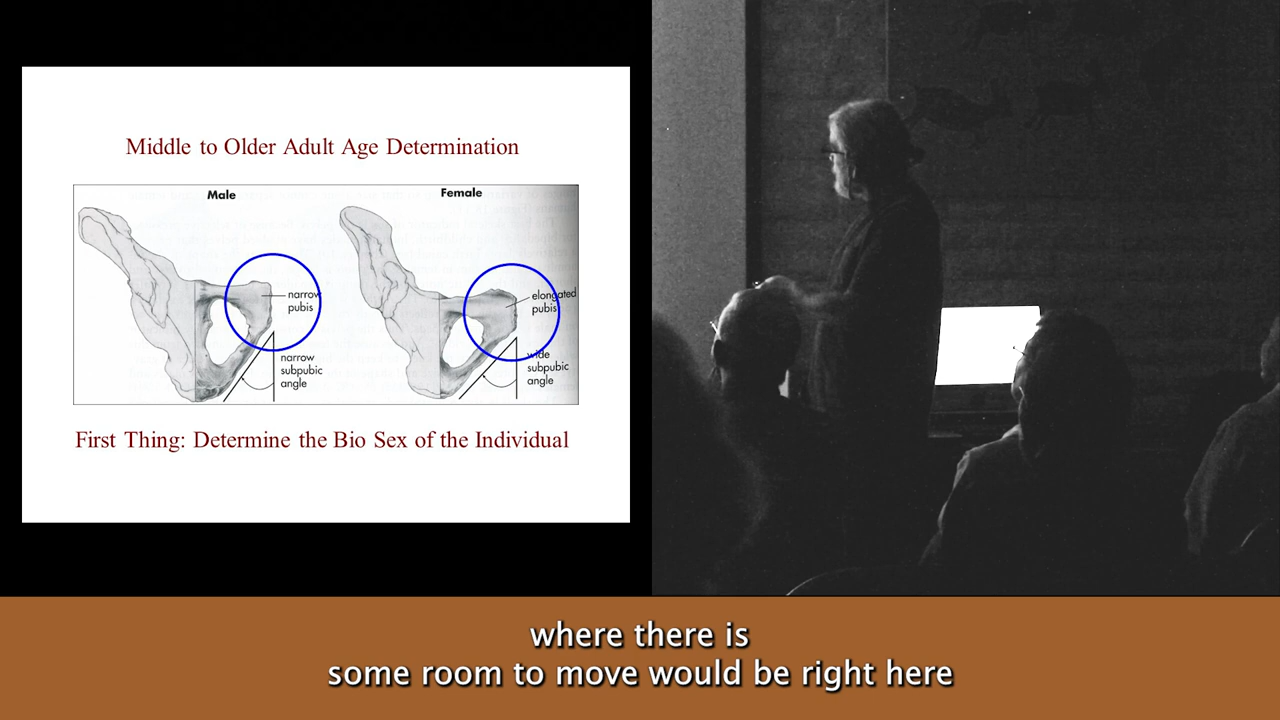 Middle to Older Adult Age Determination
Male
Female
narrow
pubis
elongated
pubis
narrow
subpubic
angle
wide
subpubic
angle
First Thing: Determine the Bio Sex of the Individual
where there is
some room to move would be right here